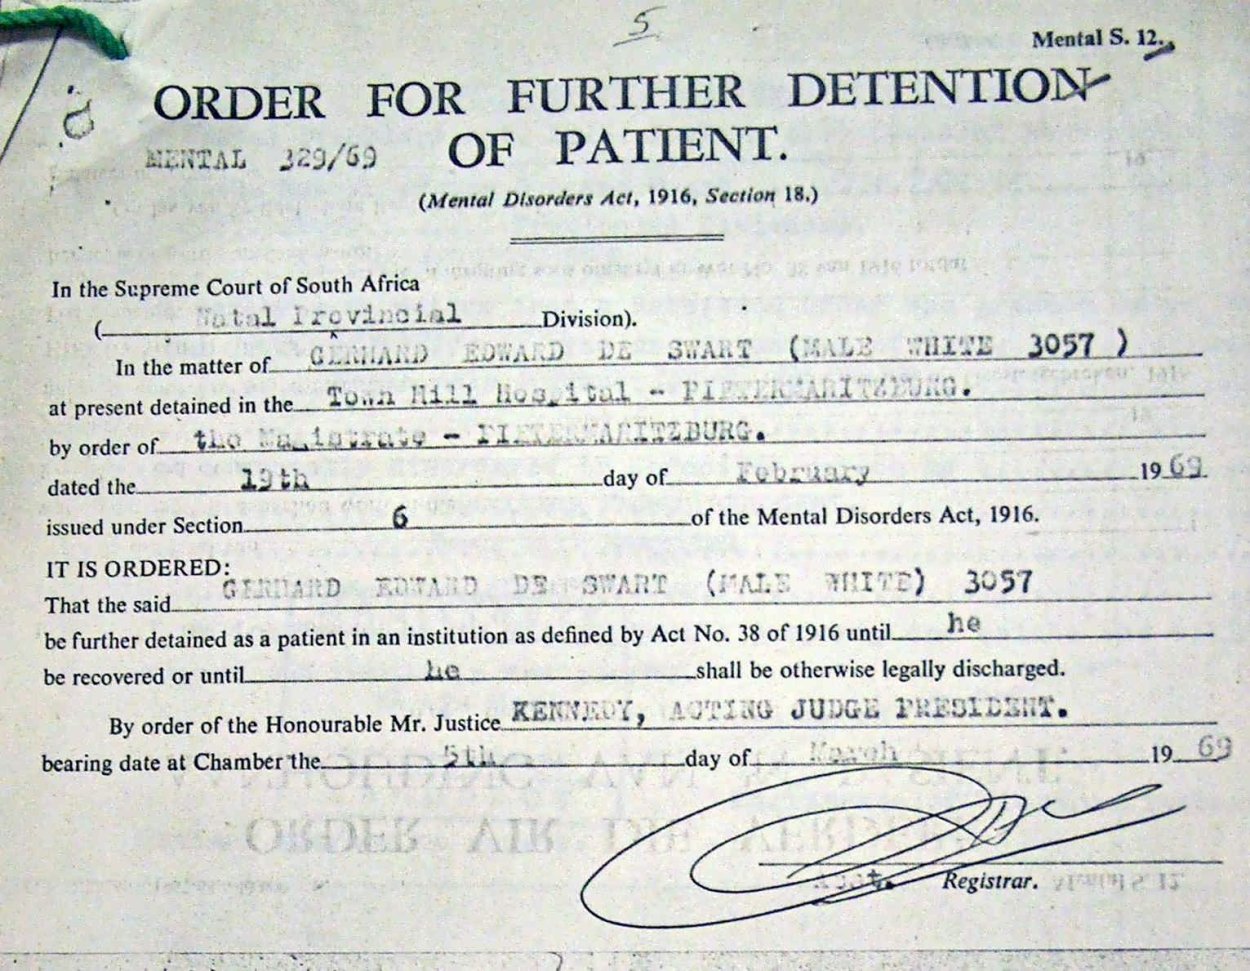 5
Mental S. 12.
ORDER FOR FURTHER DETENTION
OF PATIENT.
MENTAL 329/69
(Mental Disorders Act, 1916, Section 18.)
In the Supreme Court of South Africa
(Natal Provincial Division).
In the matter of GERHARD EDWARD DE SWART (MALE WHITE 3057 )
at present detained in the Town Hill Hospital - PIETERMARITZBURG.
by order of the Magistrate - PIETERMARITZBURG.
dated the 19th day of February 1969
issued under Section 6 of the Mental Disorders Act, 1916.
IT IS ORDERED:
That the said GERHARD EDWARD DE SWART (MALE WHITE) 3057
be further detained as a patient in an institution as defined by Act No. 38 of 1916 until he
be recovered or until he shall be otherwise legally discharged.
By order of the Honourable Mr. Justice KENNEDY, ACTING JUDGE PRESIDENT.
bearing date at Chamber the 5th day of March 1969
Asst. Registrar.